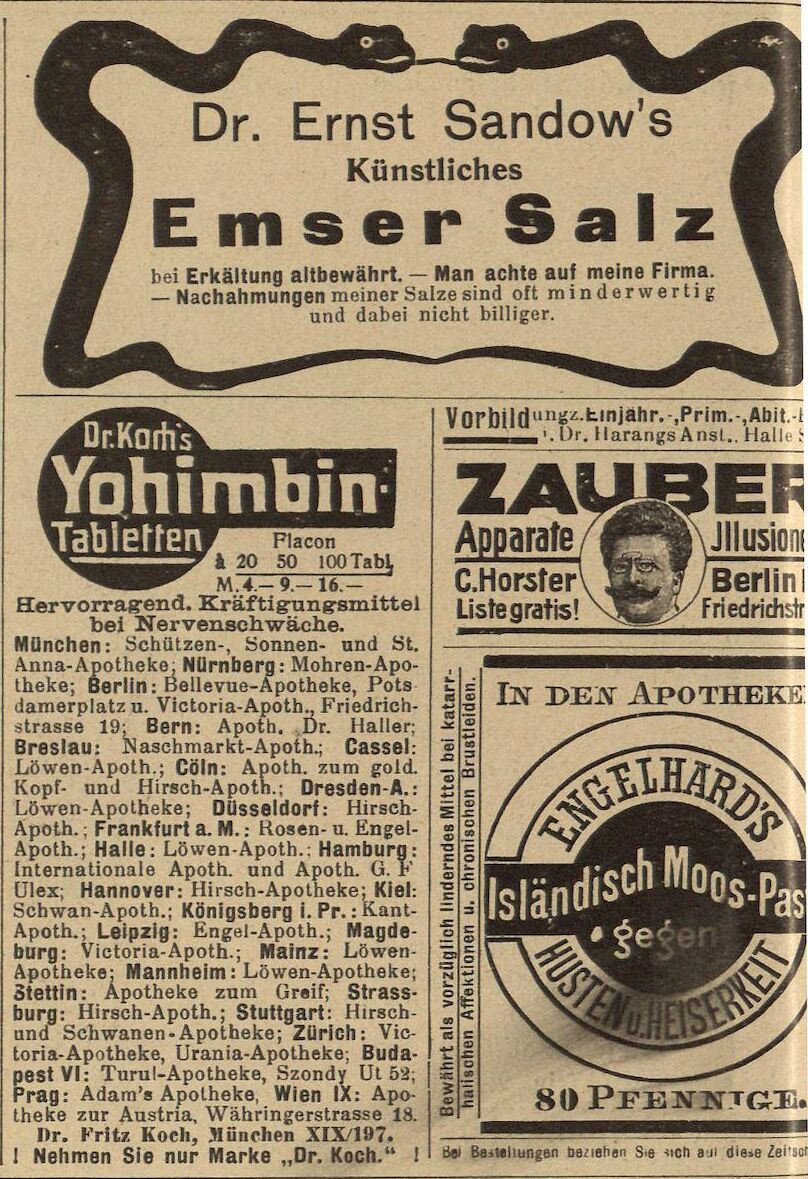 Dr. Ernst Sandow's
Künstliches
Emser Salz
bei Erkältung altbewährt. — Man achte auf meine Firma.
— Nachahmungen meiner Salze sind oft minderwertig
und dabei nicht billiger.
Dr. Koch's
Yohimbin-
Tabletten
Flacon
à 20 50 100 Tabl.
M. 4.— 9.— 16.—
Hervorragend. Kräftigungsmittel
bei Nervenschwäche.
München: Schützen-, Sonnen- und St.
Anna-Apotheke; Nürnberg: Mohren-Apo-
theke; Berlin: Bellevue-Apotheke, Pots
damerplatz u. Victoria-Apoth., Friedrich-
strasse 19; Bern: Apoth. Dr. Haller;
Breslau: Naschmarkt-Apoth.; Cassel:
Löwen-Apoth.; Cöln: Apoth. zum gold.
Kopf- und Hirsch-Apoth.; Dresden-A.:
Löwen-Apotheke; Düsseldorf: Hirsch-
Apoth.; Frankfurt a. M.: Rosen- u. Engel-
Apoth.; Halle: Löwen-Apoth.; Hamburg:
Internationale Apoth. und Apoth. G. F
Ulex; Hannover: Hirsch-Apotheke; Kiel:
Schwan-Apoth.; Königsberg i. Pr.: Kant-
Apoth.; Leipzig: Engel-Apoth.; Magde-
burg: Victoria-Apoth.; Mainz: Löwen-
Apotheke; Mannheim: Löwen-Apotheke;
Stettin: Apotheke zum Greif; Strass-
burg: Hirsch-Apoth.; Stuttgart: Hirsch-
und Schwanen-Apotheke; Zürich: Vic-
toria-Apotheke, Urania-Apotheke; Buda-
pest VI: Turul-Apotheke, Szondy Ut 52;
Prag: Adam's Apotheke, Wien IX: Apo-
theke zur Austria, Währingerstrasse 18.
Dr. Fritz Koch, München XIX/197.
! Nehmen Sie nur Marke „Dr. Koch.“ !
Vorbildung z. Einjähr.-, Prim.-, Abit.-
i. Dr. Harangs Anst., Halle
ZAUBER
Apparate
Jllusion
C. Horster
Berlin
Liste gratis!
Friedrichstr
Bewährt als vorzüglich linderndes Mittel bei katarr-
halischen Affektionen u. chronischen Brustleiden.
IN DEN APOTHEKE
ENGELHARD'S
Isländisch Moos-Pas
gegen
HUSTEN u. HEISERKEIT
80 PFENNIGE.
Bei Bestellungen beziehen Sie sich auf diese Zeitsc